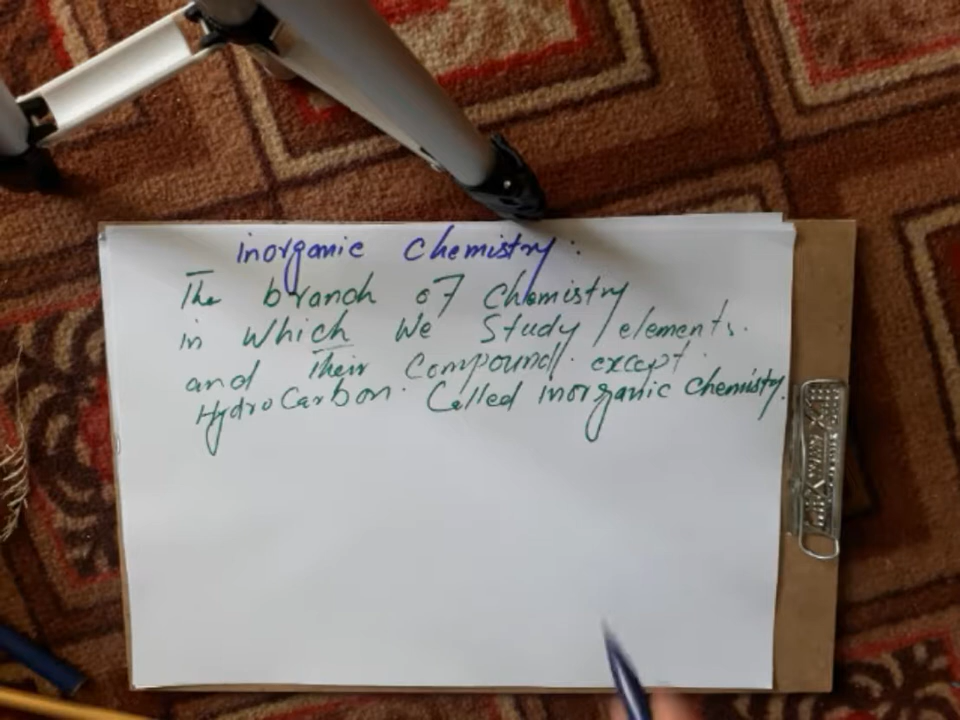 inorganic Chemistry:
The branch of Chemistry
in which We Study / elements.
and Their Compound. except.
HydroCarbon. Called inorganic Chemistry.